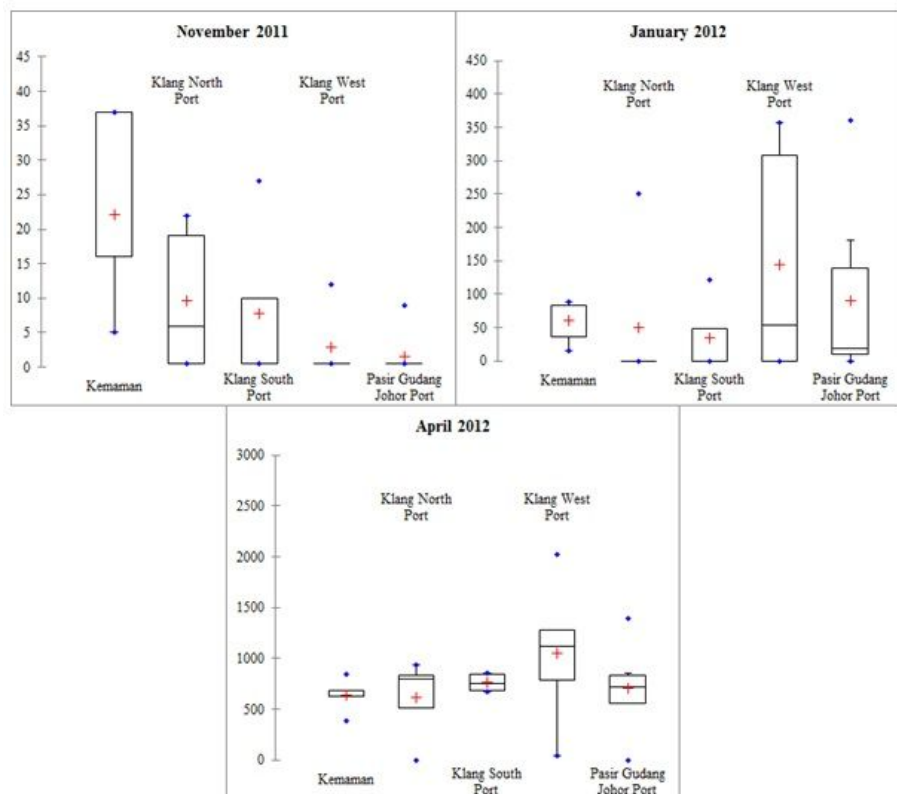 November 2011
45
40
35
30
25
20
15
10
5
0
Klang North
Port
Klang West
Port
Kemaman
Klang South
Port
Pasir Gudang
Johor Port
January 2012
450
400
350
300
250
200
150
100
50
0
Klang North
Port
Klang West
Port
Kemaman
Klang South
Port
Pasir Gudang
Johor Port
April 2012
3000
2500
2000
1500
1000
500
0
Klang North
Port
Klang West
Port
Kemaman
Klang South
Port
Pasir Gudang
Johor Port